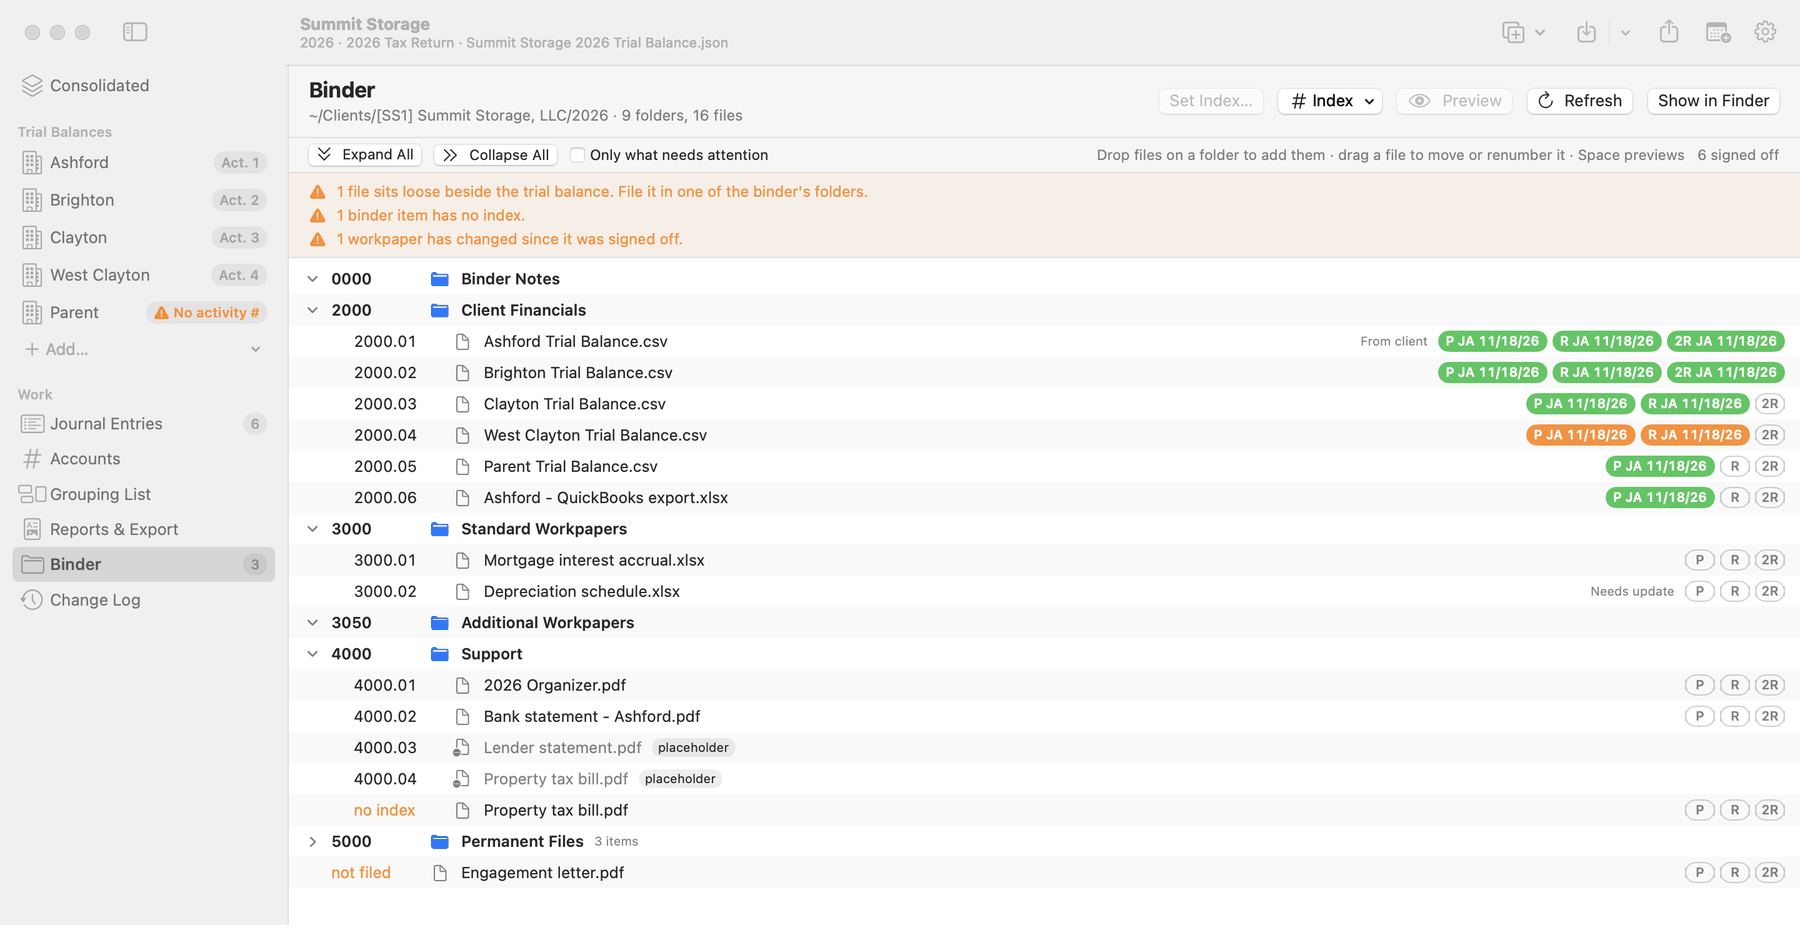 Summit Storage
2026 · 2026 Tax Return · Summit Storage 2026 Trial Balance.json
Consolidated
Trial Balances
Ashford Act. 1
Brighton Act. 2
Clayton Act. 3
West Clayton Act. 4
Parent No activity #
+ Add...
Work
Journal Entries 6
Accounts
Grouping List
Reports & Export
Binder 3
Change Log
Binder
~/Clients/[SS1] Summit Storage, LLC/2026 · 9 folders, 16 files
Set Index... # Index Preview Refresh Show in Finder
Expand All Collapse All Only what needs attention Drop files on a folder to add them · drag a file to move or renumber it · Space previews 6 signed off
1 file sits loose beside the trial balance. File it in one of the binder's folders.
1 binder item has no index.
1 workpaper has changed since it was signed off.
0000 Binder Notes
2000 Client Financials
2000.01 Ashford Trial Balance.csv From client P JA 11/18/26 R JA 11/18/26 2R JA 11/18/26
2000.02 Brighton Trial Balance.csv P JA 11/18/26 R JA 11/18/26 2R JA 11/18/26
2000.03 Clayton Trial Balance.csv P JA 11/18/26 R JA 11/18/26 2R
2000.04 West Clayton Trial Balance.csv P JA 11/18/26 R JA 11/18/26 2R
2000.05 Parent Trial Balance.csv P JA 11/18/26 R 2R
2000.06 Ashford - QuickBooks export.xlsx P JA 11/18/26 R 2R
3000 Standard Workpapers
3000.01 Mortgage interest accrual.xlsx P R 2R
3000.02 Depreciation schedule.xlsx Needs update P R 2R
3050 Additional Workpapers
4000 Support
4000.01 2026 Organizer.pdf P R 2R
4000.02 Bank statement - Ashford.pdf P R 2R
4000.03 Lender statement.pdf placeholder
4000.04 Property tax bill.pdf placeholder
no index Property tax bill.pdf P R 2R
5000 Permanent Files 3 items
not filed Engagement letter.pdf P R 2R